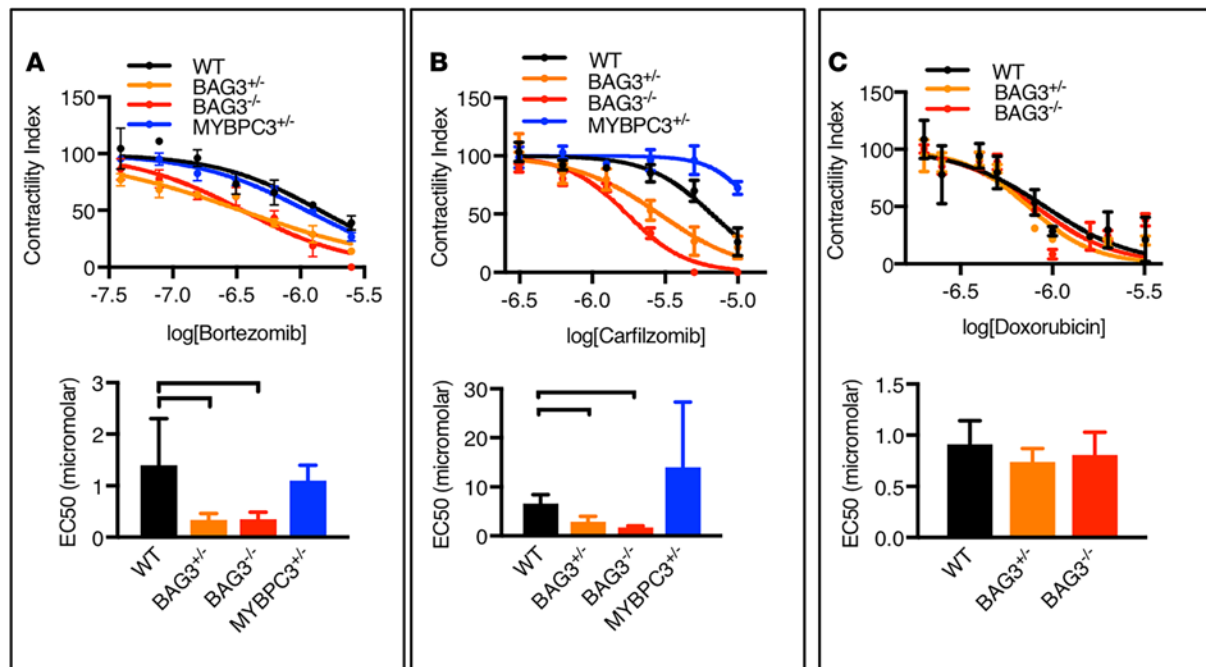 A
WT
BAG3+/-
BAG3-/-
MYBPC3+/-
Contractility Index
150
100
50
0
-7.5 -7.0 -6.5 -6.0 -5.5
log[Bortezomib]
EC50 (micromolar)
3
2
1
0
WT BAG3+/- BAG3-/- MYBPC3+/-
B
WT
BAG3+/-
BAG3-/-
MYBPC3+/-
Contractility Index
150
100
50
0
-6.5 -6.0 -5.5 -5.0
log[Carfilzomib]
EC50 (micromolar)
30
20
10
0
WT BAG3+/- BAG3-/- MYBPC3+/-
C
WT
BAG3+/-
BAG3-/-
Contractility Index
150
100
50
0
-6.5 -6.0 -5.5
log[Doxorubicin]
EC50 (micromolar)
1.5
1.0
0.5
0.0
WT BAG3+/- BAG3-/-